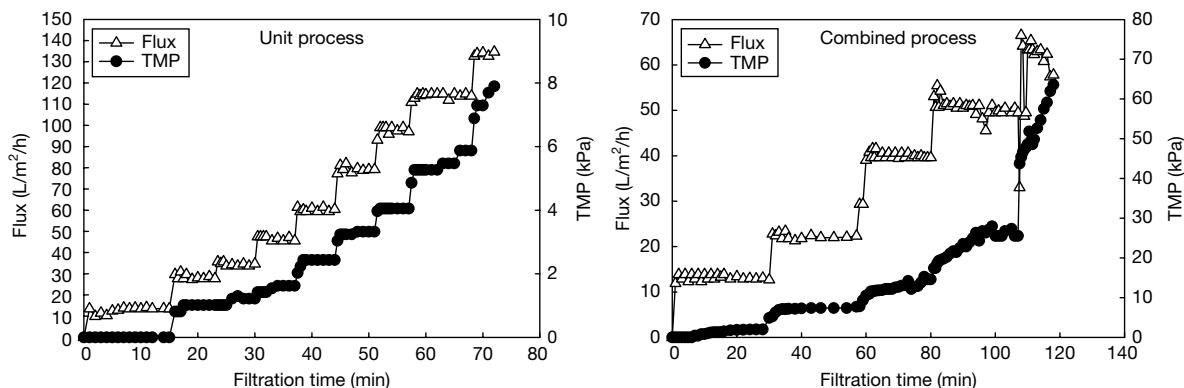 Unit process
Flux
TMP
Flux (L/m²/h)
150
140
130
120
110
100
90
80
70
60
50
40
30
20
10
0
TMP (kPa)
10
8
6
4
2
0
0 10 20 30 40 50 60 70 80
Filtration time (min)
Combined process
Flux
TMP
Flux (L/m²/h)
70
60
50
40
30
20
10
0
TMP (kPa)
80
70
60
50
40
30
20
10
0
0 20 40 60 80 100 120 140
Filtration time (min)